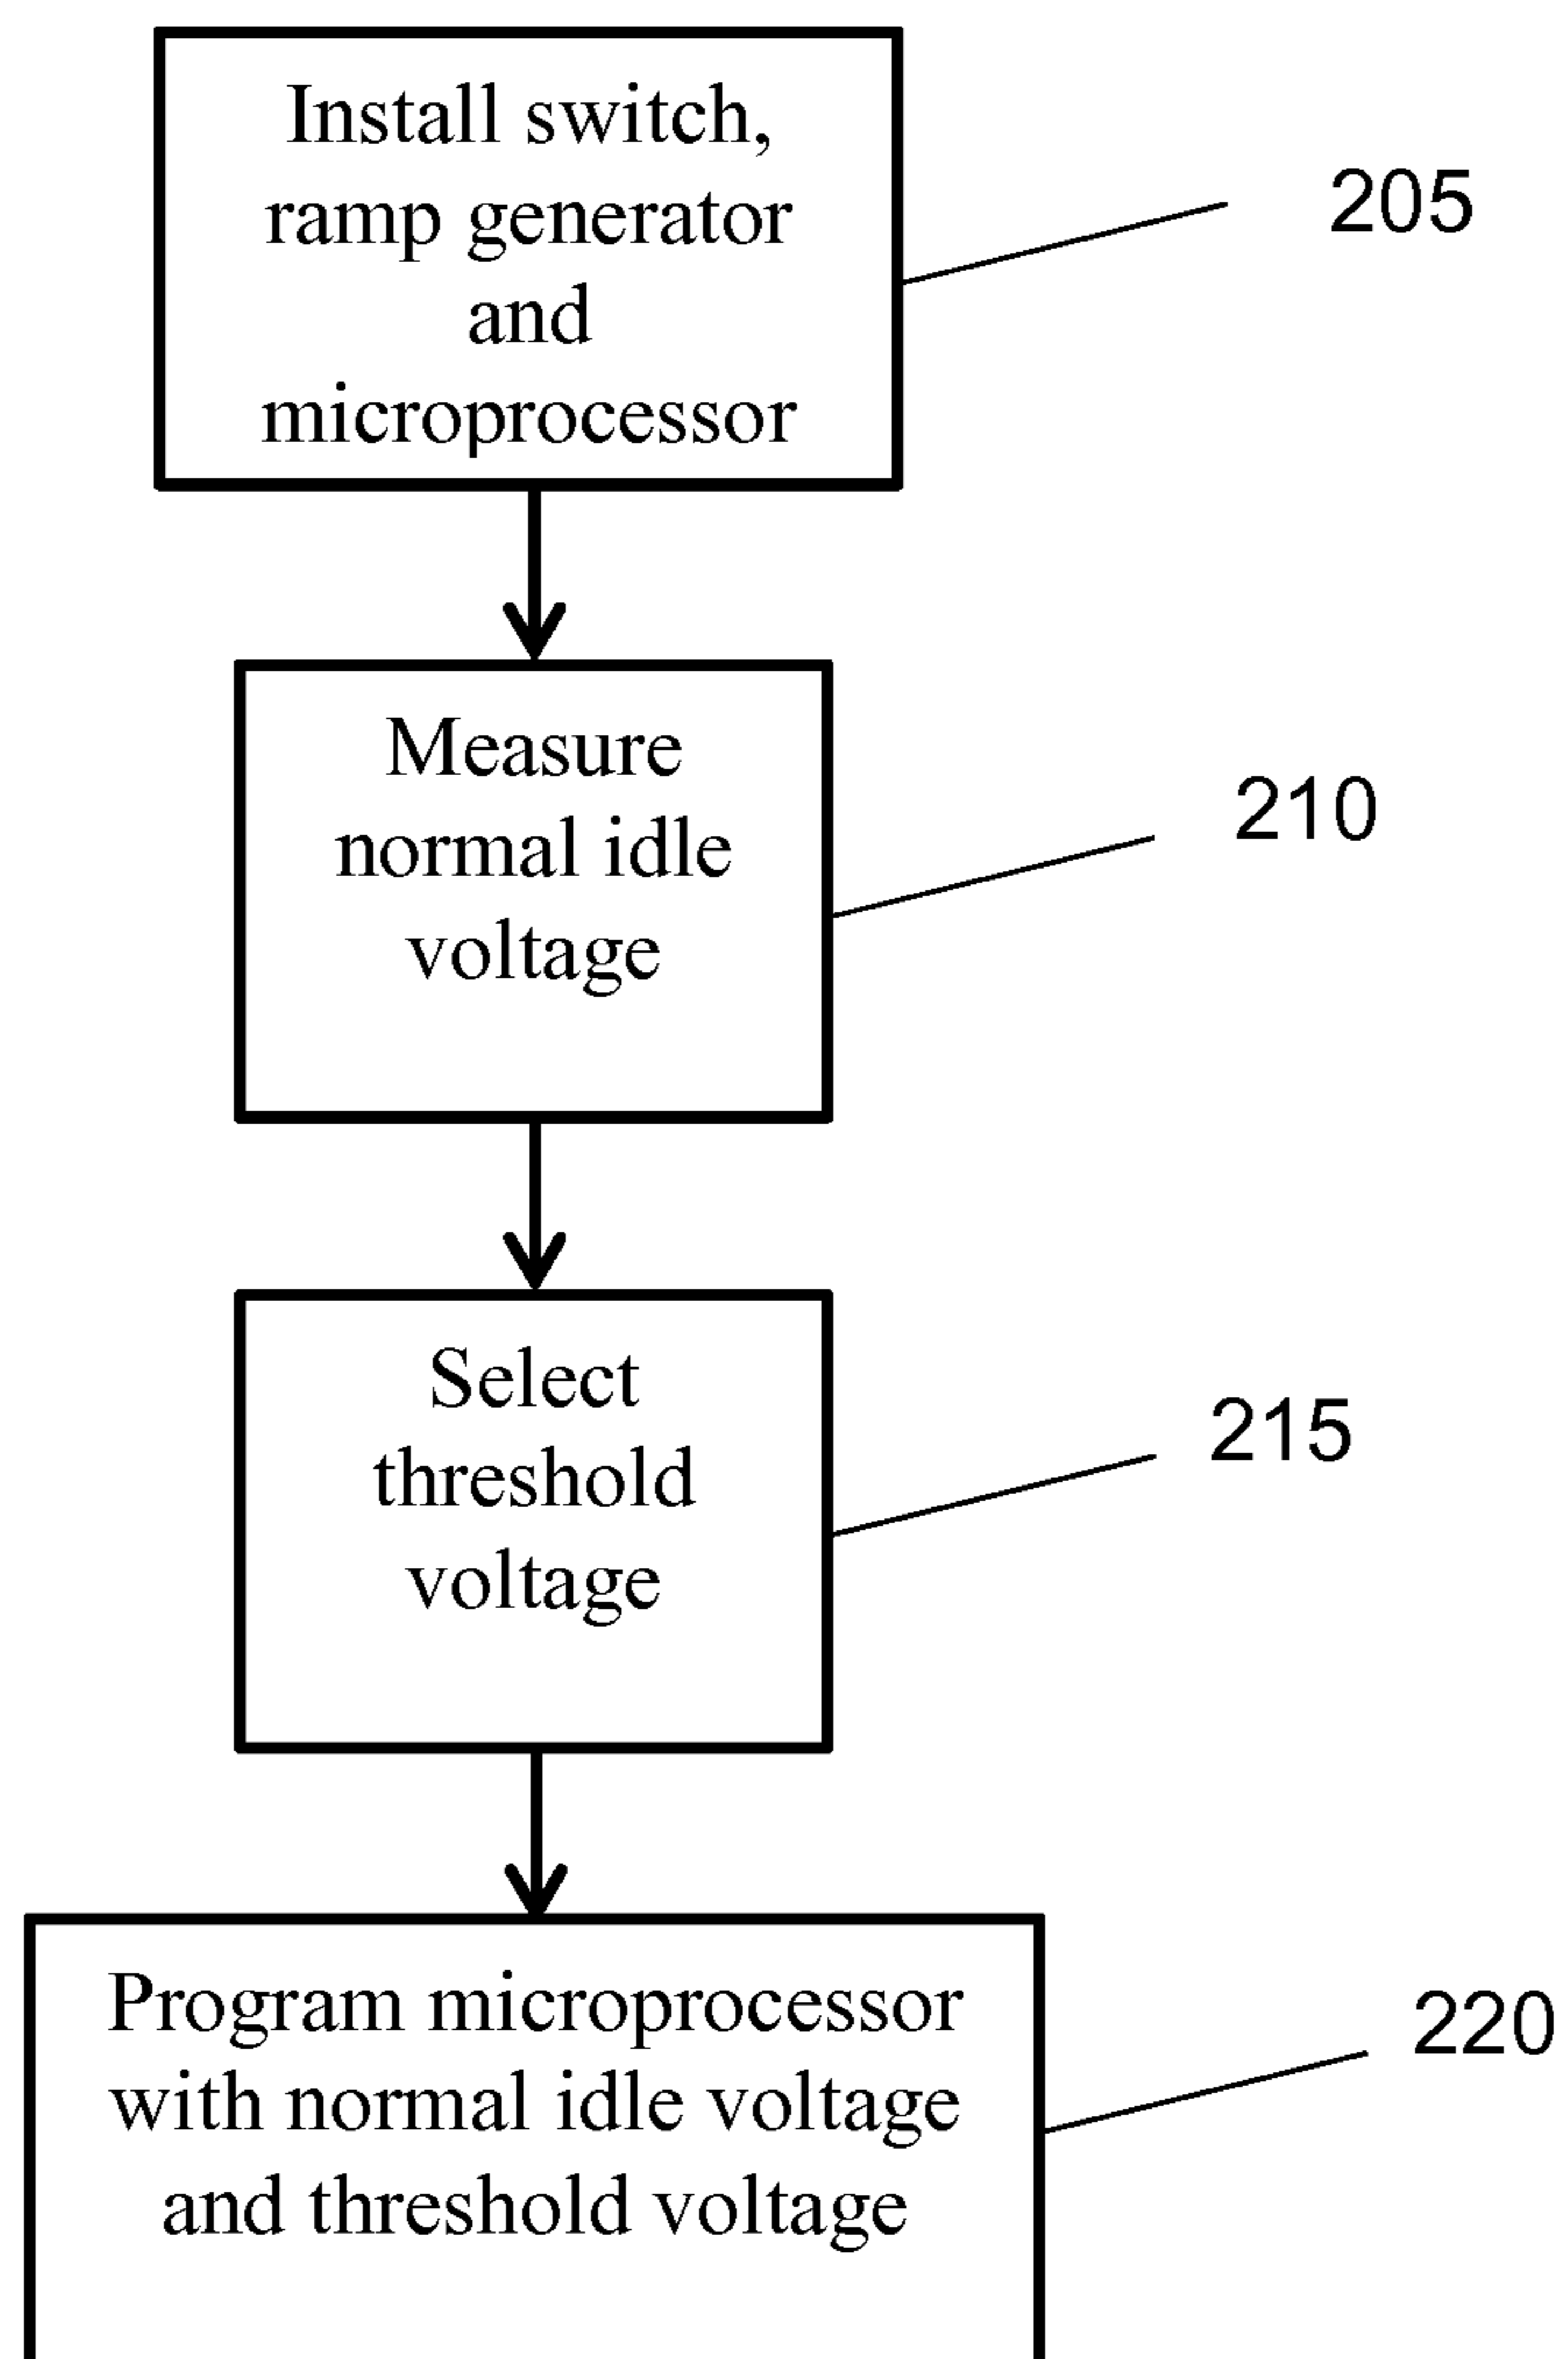 Install switch,
ramp generator
and
microprocessor
205
Measure
normal idle
voltage
210
Select
threshold
voltage
215
Program microprocessor
with normal idle voltage
and threshold voltage
220